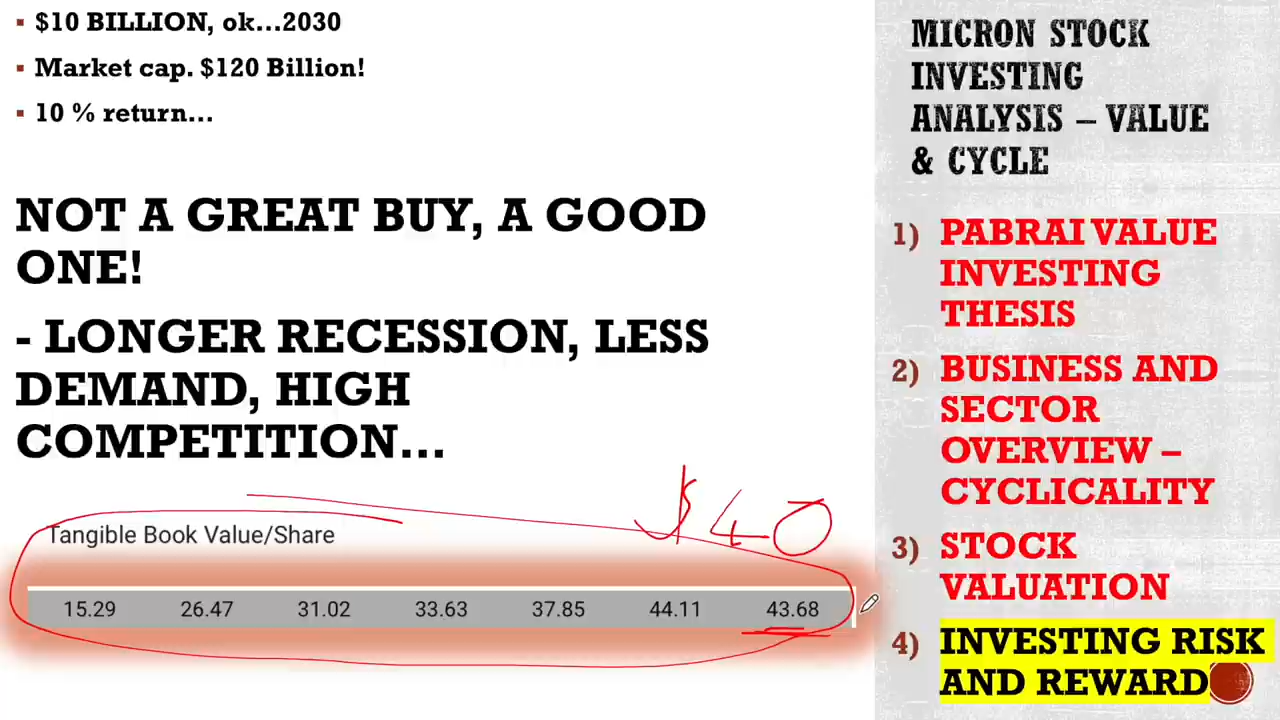 ▪ $10 BILLION, ok...2030
▪ Market cap. $120 Billion!
▪ 10 % return...
NOT A GREAT BUY, A GOOD
ONE!
- LONGER RECESSION, LESS
DEMAND, HIGH
COMPETITION...
$40
Tangible Book Value/Share
15.29 26.47 31.02 33.63 37.85 44.11 43.68
MICRON STOCK
INVESTING
ANALYSIS – VALUE
& CYCLE
1) PABRAI VALUE
INVESTING
THESIS
2) BUSINESS AND
SECTOR
OVERVIEW –
CYCLICALITY
3) STOCK
VALUATION
4) INVESTING RISK
AND REWARD